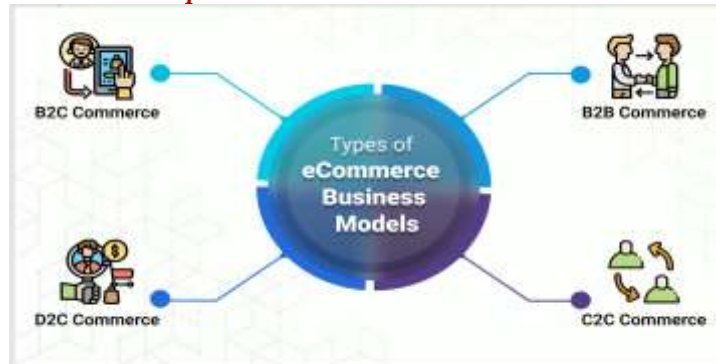 B2C Commerce
B2B Commerce
Types of
eCommerce
Business
Models
D2C Commerce
C2C Commerce